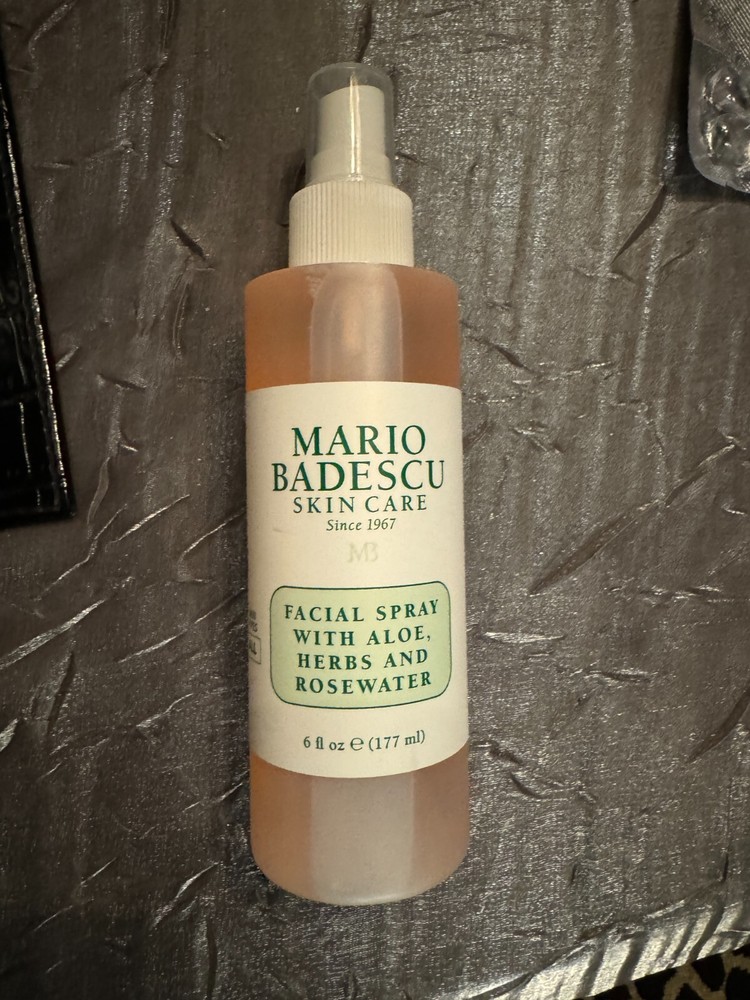 MARIO
BADESCU
SKIN CARE
Since 1967
MB
FACIAL SPRAY
WITH ALOE,
HERBS AND
ROSEWATER
6 fl oz ℮ (177 ml)